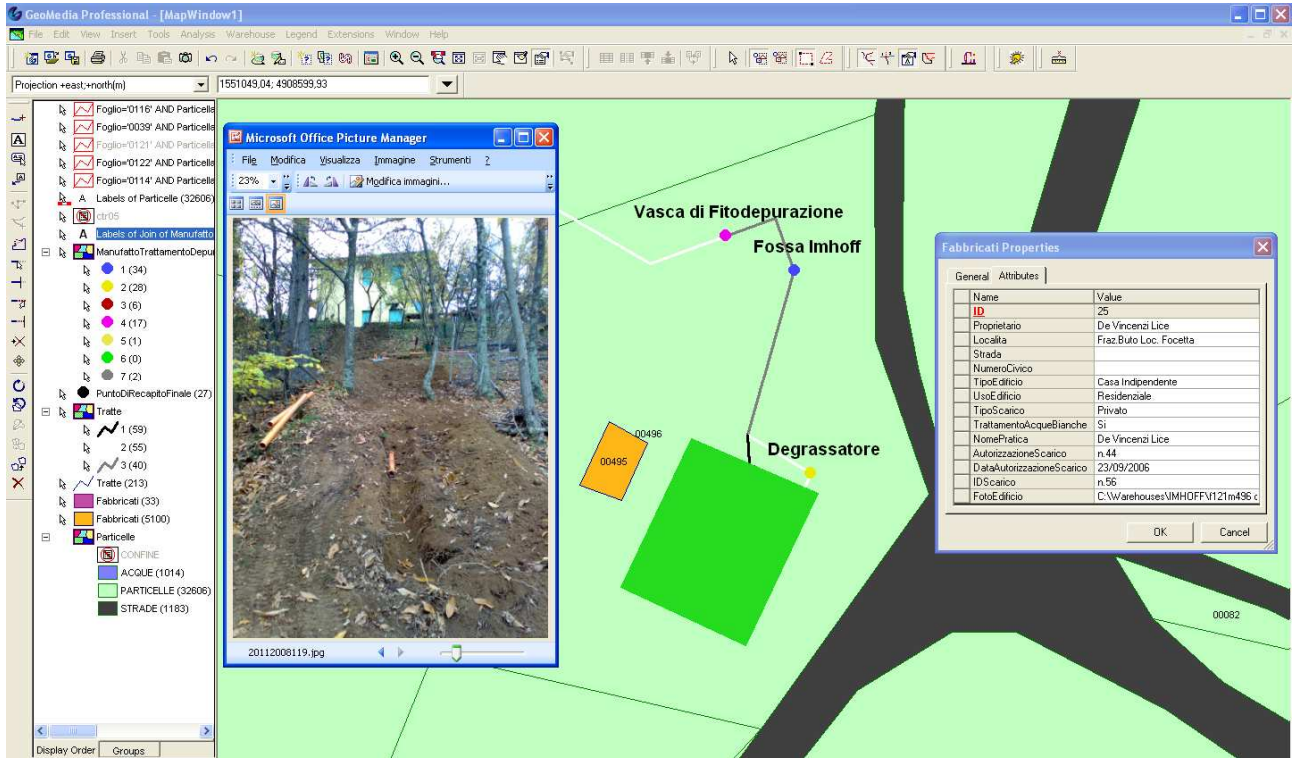 GeoMedia Professional - [MapWindow1]
File Edit View Insert Tools Analysis Warehouse Legend Extensions Window Help
Projection +east;+north(m) 1551049,04; 4908599,93
Foglio='0116' AND Particella
Foglio='0039' AND Particella
Foglio='0121' AND Particella
Foglio='0122' AND Particella
Foglio='0114' AND Particella
Labels of Particelle (32606)
ctr05
Labels of Join of Manufatto
ManufattoTrattamentoDepu
1 (34)
2 (28)
3 (6)
4 (17)
5 (1)
6 (0)
7 (2)
PuntoDiRecapitoFinale (27)
Tratte
1 (59)
2 (55)
3 (40)
Tratte (213)
Fabbricati (33)
Fabbricati (5100)
Particelle
CONFINE
ACQUE (1014)
PARTICELLE (32606)
STRADE (1183)
Display Order Groups
Microsoft Office Picture Manager
File Modifica Visualizza Immagine Strumenti ?
23% Modifica immagini...
20112008119.jpg
Vasca di Fitodepurazione
Fossa Imhoff
00496
00495
Degrassatore
00082
Fabbricati Properties
General Attributes
Name Value
ID 25
Proprietario De Vincenzi Lice
Localita Fraz.Buto Loc. Focetta
Strada
NumeroCivico
TipoEdificio Casa Indipendente
UsoEdificio Residenziale
TipoScarico Privato
TrattamentoAcqueBianche Si
NomePratica De Vincenzi Lice
AutorizzazioneScarico n.44
DataAutorizzazioneScarico 23/09/2006
IDScarico n.56
FotoEdificio C:\Warehouses\IMHOFF\f121m496 c
OK Cancel